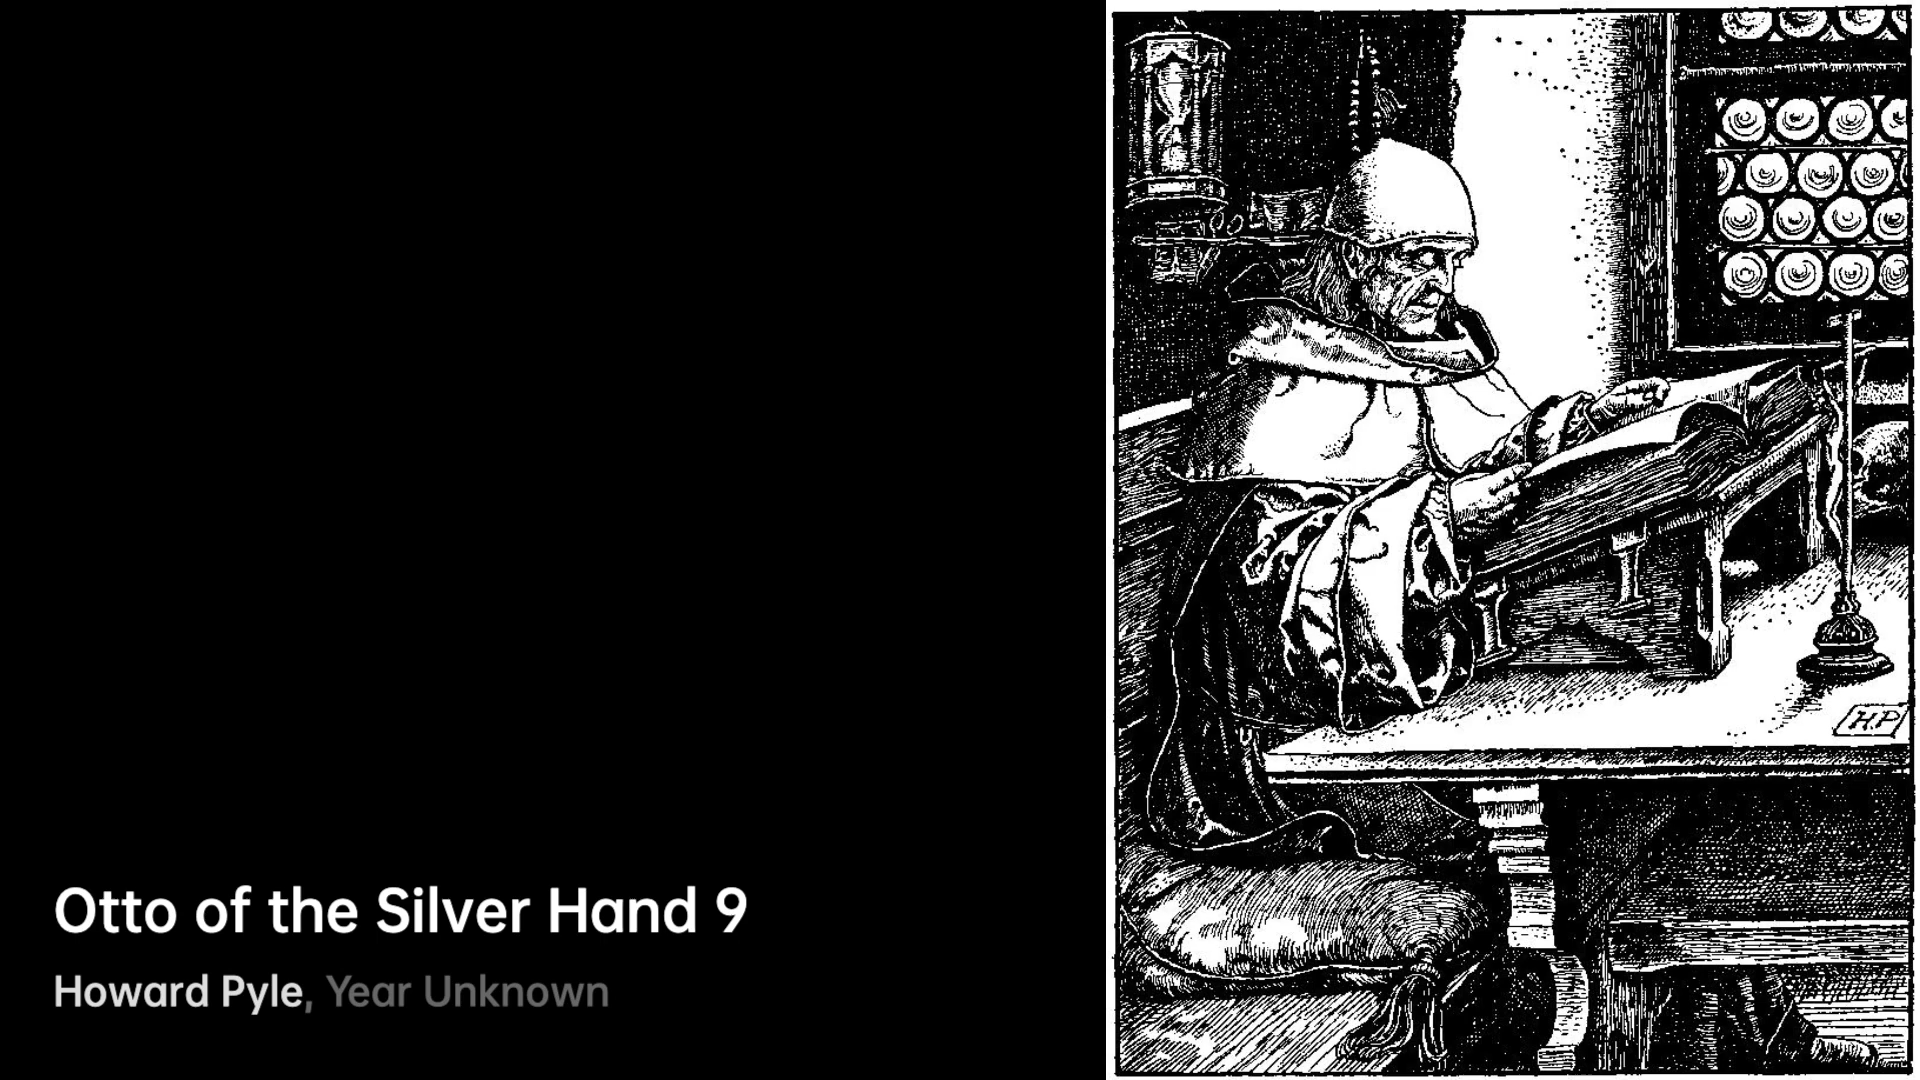 Otto of the Silver Hand 9
Howard Pyle, Year Unknown
H.P